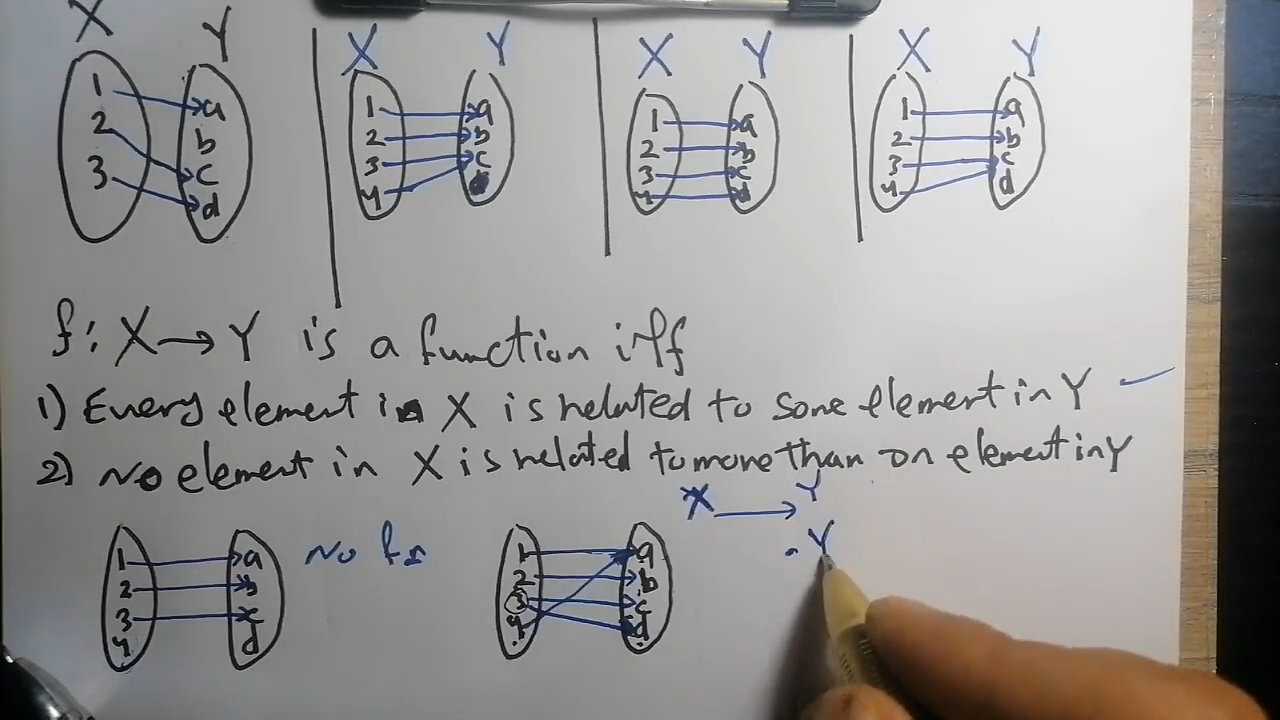 X Y X Y X Y X Y
1 a 1 a 1 a 1 a
2 b 2 b 2 b 2 b
3 c 3 c 3 c 3 c
d 4 4 d 4 d
f: X → Y is a function iff
1) Every element in X is related to some element in Y
2) No element in X is related to more than on element in Y
X → Y
Y
1 a No fn 1 a
2 b 2 b
3 c 3 c
4 d 4 d